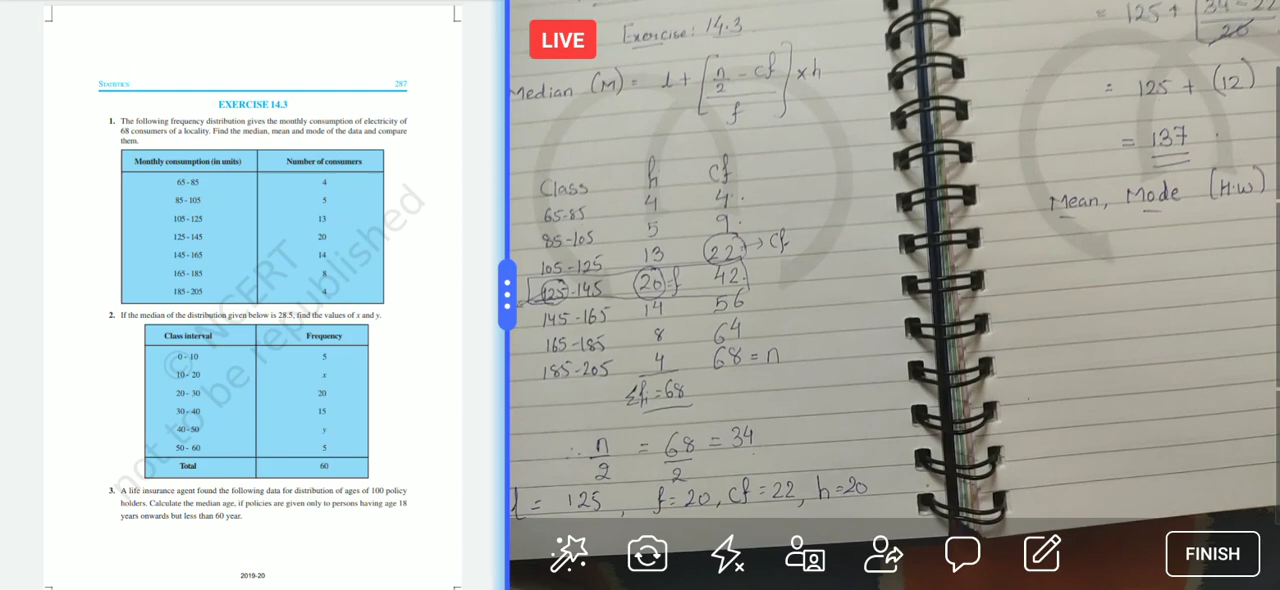 STATISTICS 287
EXERCISE 14.3
1. The following frequency distribution gives the monthly consumption of electricity of
68 consumers of a locality. Find the median, mean and mode of the data and compare
them.
Monthly consumption (in units) Number of consumers
65 - 85 4
85 - 105 5
105 - 125 13
125 - 145 20
145 - 165 14
165 - 185 8
185 - 205 4
2. If the median of the distribution given below is 28.5, find the values of x and y.
Class interval Frequency
0 - 10 5
10 - 20 x
20 - 30 20
30 - 40 15
40 - 50 y
50 - 60 5
Total 60
3. A life insurance agent found the following data for distribution of ages of 100 policy
holders. Calculate the median age, if policies are given only to persons having age 18
years onwards but less than 60 year.
2019-20
© NCERT
not to be republished
LIVE
Exercise: 14.3
Median (M) = l + [n/2 - cf / f] × h
Class fi cf
65-85 4 4
85-105 5 9
105-125 13 22 → cf
125-145 20 f 42
145-165 14 56
165-185 8 64
185-205 4 68 = n
Σfi = 68
∴ n/2 = 68/2 = 34
l = 125, f = 20, cf = 22, h = 20
= 125 + [34-22 / 20
= 125 + (12)
= 137
Mean, Mode (H.W)
FINISH